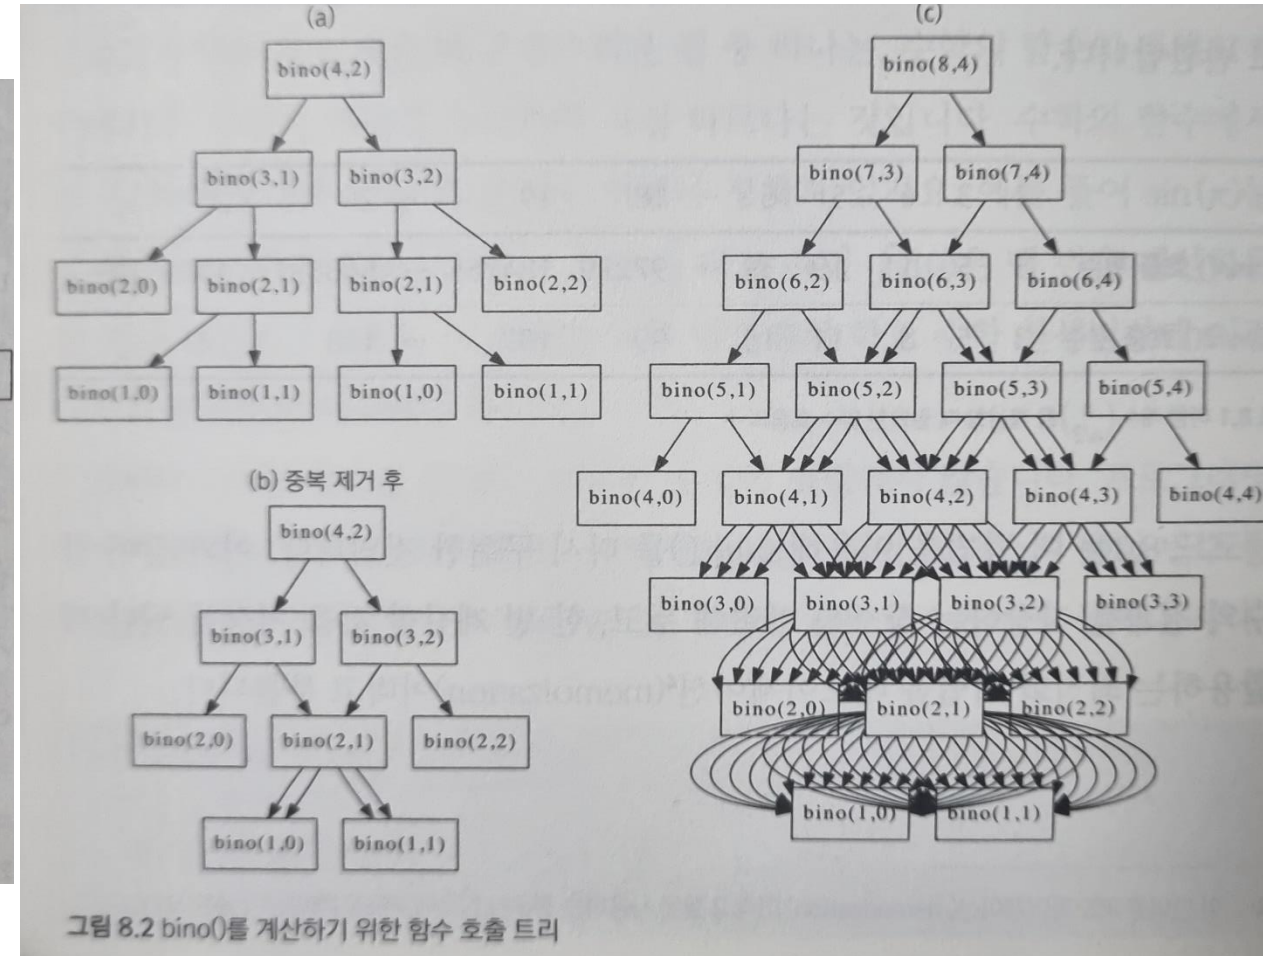 (a)
bino(4,2)
bino(3,1) bino(3,2)
bino(2,0) bino(2,1) bino(2,1) bino(2,2)
bino(1,0) bino(1,1) bino(1,0) bino(1,1)
(b) 중복 제거 후
bino(4,2)
bino(3,1) bino(3,2)
bino(2,0) bino(2,1) bino(2,2)
bino(1,0) bino(1,1)
(c)
bino(8,4)
bino(7,3) bino(7,4)
bino(6,2) bino(6,3) bino(6,4)
bino(5,1) bino(5,2) bino(5,3) bino(5,4)
bino(4,0) bino(4,1) bino(4,2) bino(4,3) bino(4,4)
bino(3,0) bino(3,1) bino(3,2) bino(3,3)
bino(2,0) bino(2,1) bino(2,2)
bino(1,0) bino(1,1)
그림 8.2 bino()를 계산하기 위한 함수 호출 트리